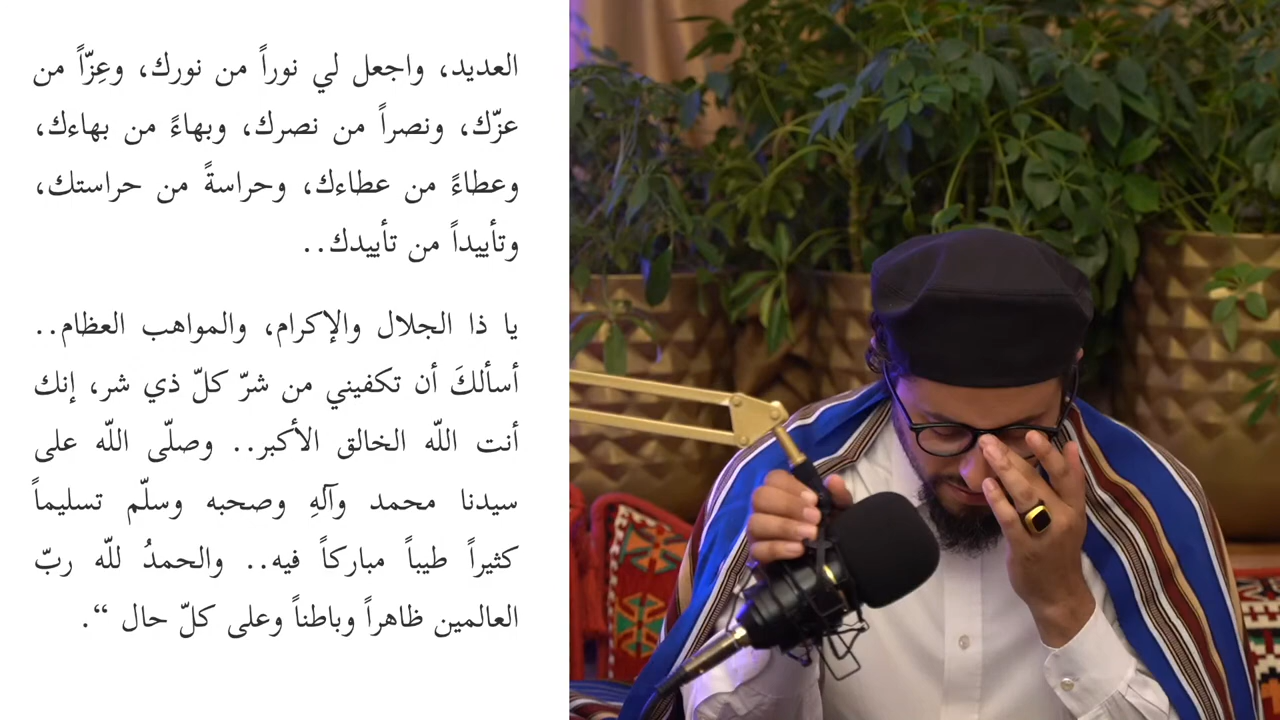 العديد، واجعل لي نوراً من نورك، وعِزّاً من
عزّك، ونصراً من نصرك، وبهاءً من بهاءك،
وعطاءً من عطاءك، وحراسةً من حراستك،
وتأييداً من تأييدك..
يا ذا الجلال والإكرام، والمواهب العظام..
أسألكَ أن تكفيني من شرّ كلّ ذي شر، إنك
أنت اللّه الخالق الأكبر.. وصلّى اللّه على
سيدنا محمد وآلهِ وصحبه وسلّم تسليماً
كثيراً طيباً مباركاً فيه.. والحمدُ للّه ربّ
العالمين ظاهراً وباطناً وعلى كلّ حال “.